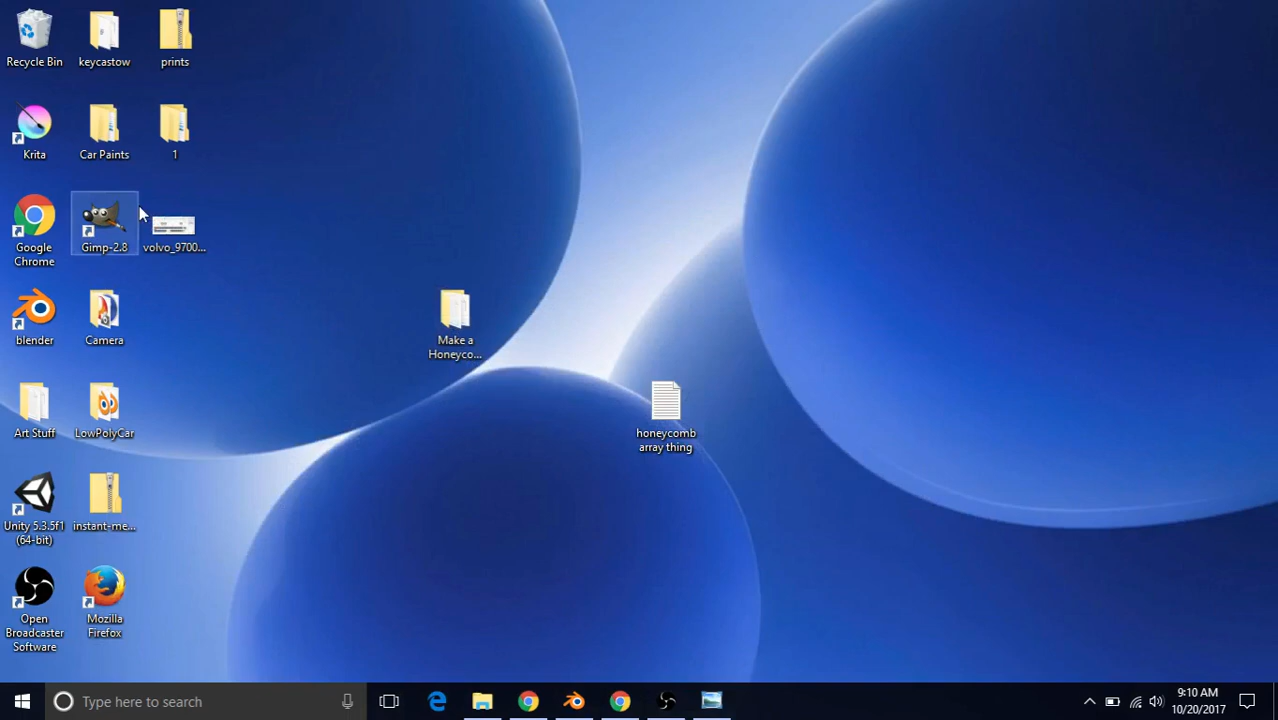 Recycle Bin
keycastow
prints
Krita
Car Paints
1
Google
Chrome
Gimp-2.8
volvo_9700...
blender
Camera
Make a
Honeyco...
Art Stuff
LowPolyCar
honeycomb
array thing
Unity 5.3.5f1
(64-bit)
instant-me...
Open
Broadcaster
Software
Mozilla
Firefox
Type here to search
9:10 AM
10/20/2017